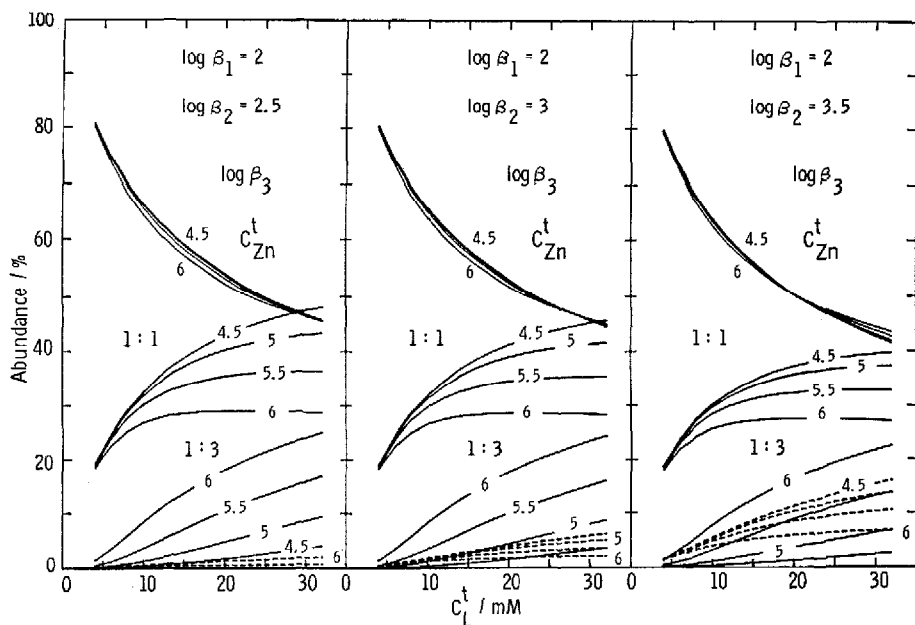 100
80
60
40
20
0
Abundance / %
log β1 = 2
log β2 = 2.5
log β3
C^t_Zn
4.5
6
1:1
4.5
5
5.5
6
1:3
6
5.5
5
4.5
6
log β1 = 2
log β2 = 3
log β3
C^t_Zn
4.5
6
1:1
4.5
5
5.5
6
1:3
6
5.5
5
6
log β1 = 2
log β2 = 3.5
log β3
C^t_Zn
4.5
6
1:1
4.5
5
5.5
6
1:3
6
4.5
5
6
0 10 20 30 0 10 20 30 0 10 20 30
C^t_L / mM